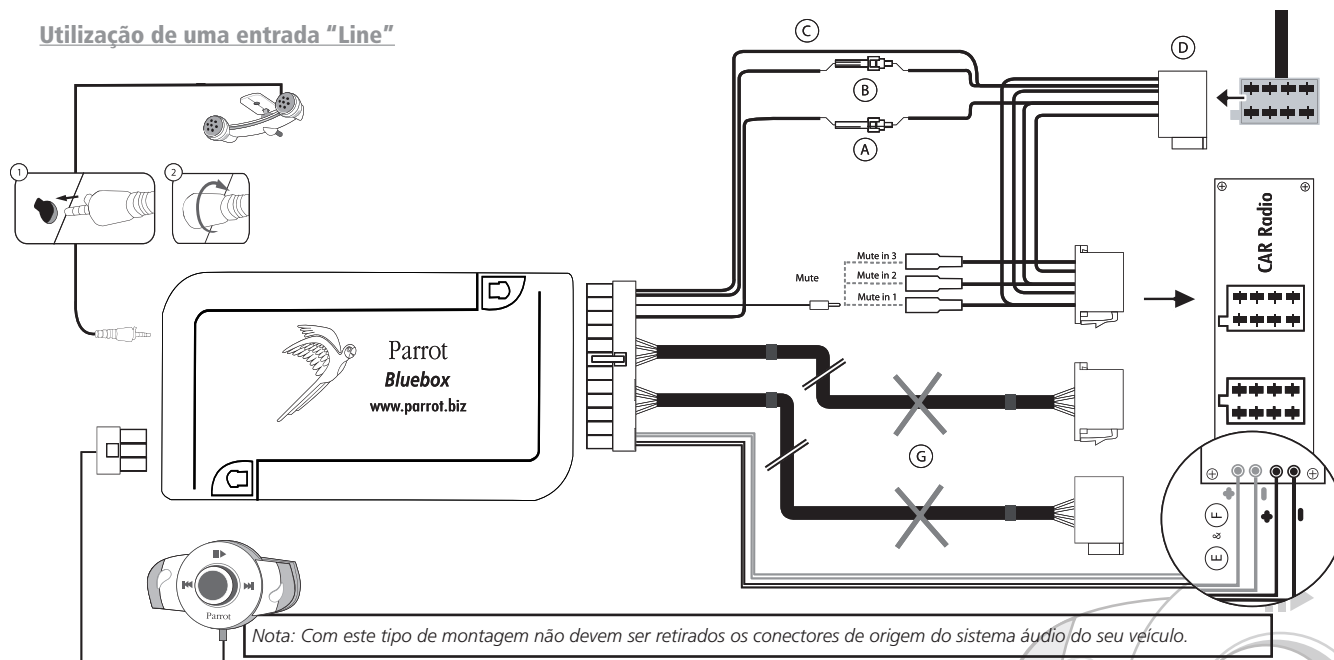 Utilização de uma entrada “Line”
C
D
B
A
1
2
CAR Radio
Mute in 3
Mute
Mute in 2
Mute in 1
Parrot
Bluebox
www.parrot.biz
G
E & F
Parrot
Nota: Com este tipo de montagem não devem ser retirados os conectores de origem do sistema áudio do seu veículo.